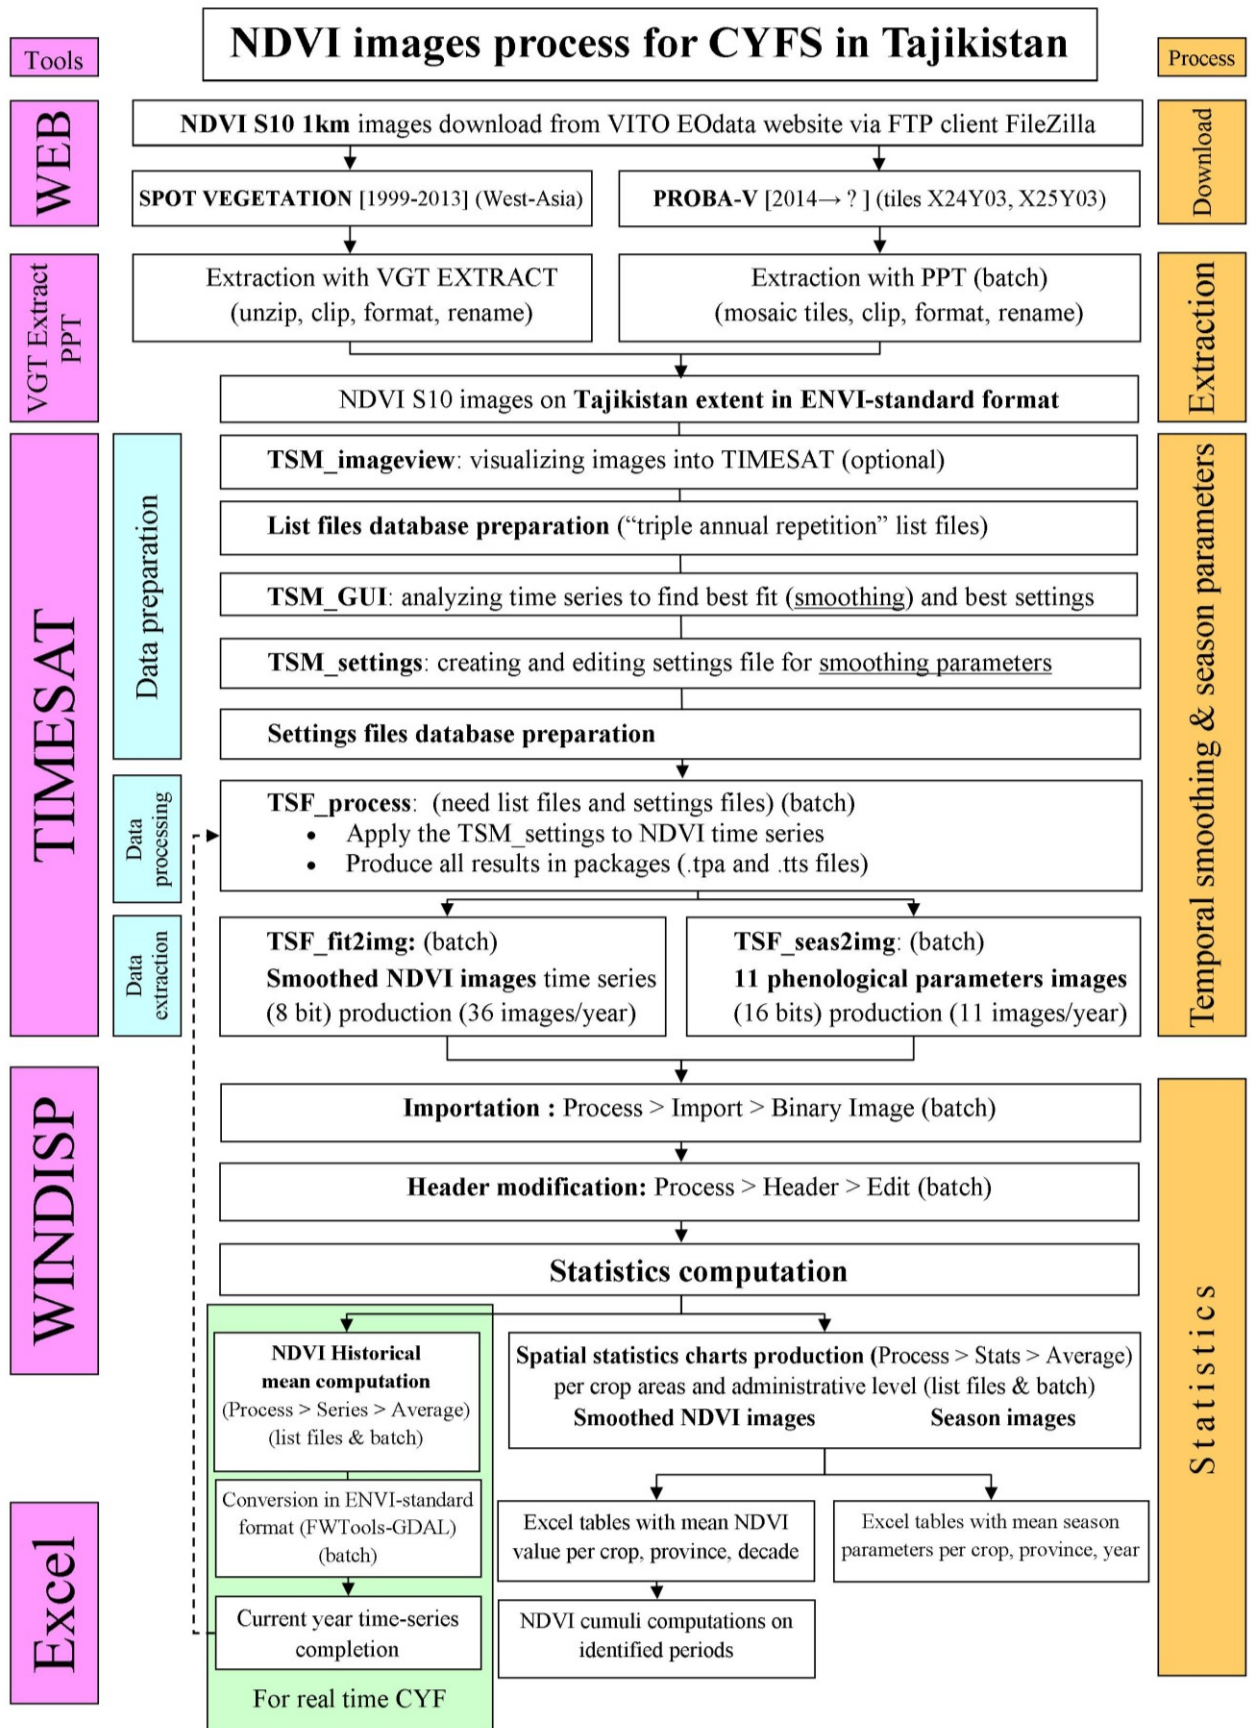 NDVI images process for CYFS in Tajikistan
Tools
Process
WEB
NDVI S10 1km images download from VITO EOdata website via FTP client FileZilla
Download
SPOT VEGETATION [1999-2013] (West-Asia)
PROBA-V [2014→ ? ] (tiles X24Y03, X25Y03)
VGT Extract
PPT
Extraction with VGT EXTRACT
(unzip, clip, format, rename)
Extraction with PPT (batch)
(mosaic tiles, clip, format, rename)
Extraction
NDVI S10 images on Tajikistan extent in ENVI-standard format
TIMESAT
Data preparation
TSM_imageview: visualizing images into TIMESAT (optional)
List files database preparation (“triple annual repetition” list files)
TSM_GUI: analyzing time series to find best fit (smoothing) and best settings
TSM_settings: creating and editing settings file for smoothing parameters
Settings files database preparation
Temporal smoothing & season parameters
Data
processing
TSF_process: (need list files and settings files) (batch)
• Apply the TSM_settings to NDVI time series
• Produce all results in packages (.tpa and .tts files)
Data
extraction
TSF_fit2img: (batch)
Smoothed NDVI images time series
(8 bit) production (36 images/year)
TSF_seas2img: (batch)
11 phenological parameters images
(16 bits) production (11 images/year)
WINDISP
Importation : Process > Import > Binary Image (batch)
Header modification: Process > Header > Edit (batch)
Statistics computation
Statistics
NDVI Historical
mean computation
(Process > Series > Average)
(list files & batch)
Spatial statistics charts production (Process > Stats > Average)
per crop areas and administrative level (list files & batch)
Smoothed NDVI images Season images
Excel
Conversion in ENVI-standard
format (FWTools-GDAL)
(batch)
Excel tables with mean NDVI
value per crop, province, decade
Excel tables with mean season
parameters per crop, province, year
Current year time-series
completion
NDVI cumuli computations on
identified periods
For real time CYF